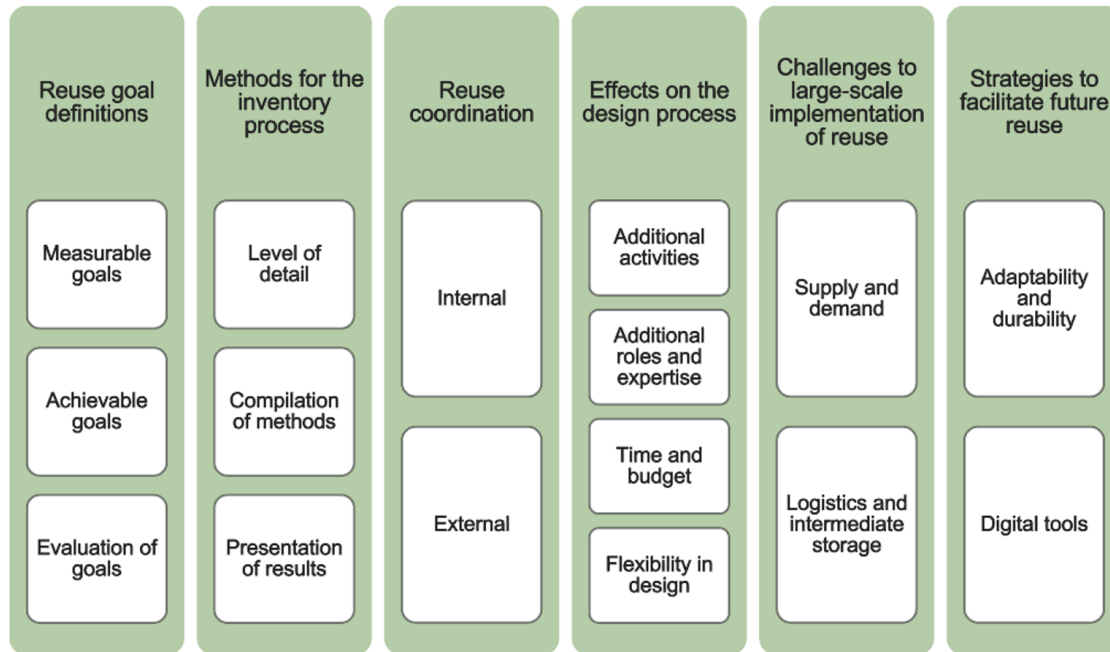 Reuse goal
definitions
Measurable
goals
Achievable
goals
Evaluation of
goals
Methods for the
inventory
process
Level of
detail
Compilation
of methods
Presentation
of results
Reuse
coordination
Internal
External
Effects on the
design process
Additional
activities
Additional
roles and
expertise
Time and
budget
Flexibility in
design
Challenges to
large-scale
implementation
of reuse
Supply and
demand
Logistics and
intermediate
storage
Strategies to
facilitate future
reuse
Adaptability
and
durability
Digital tools